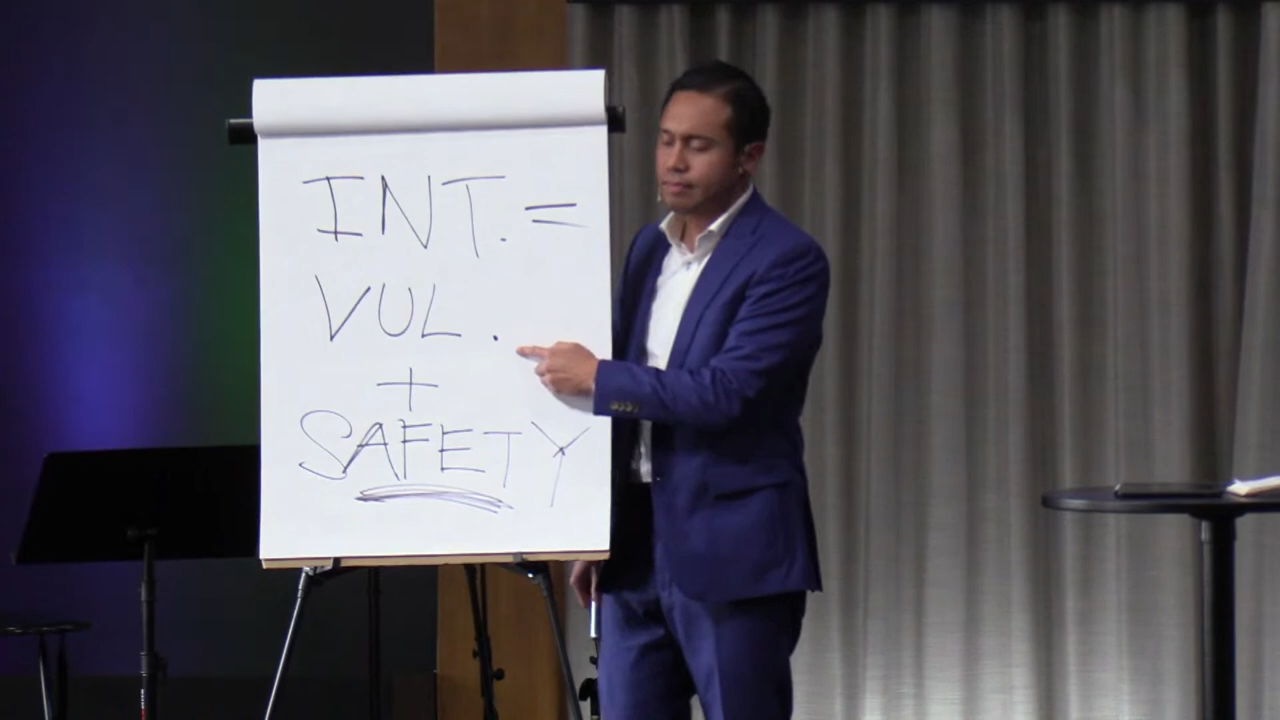 INT. =
VUL.
+
SAFETY